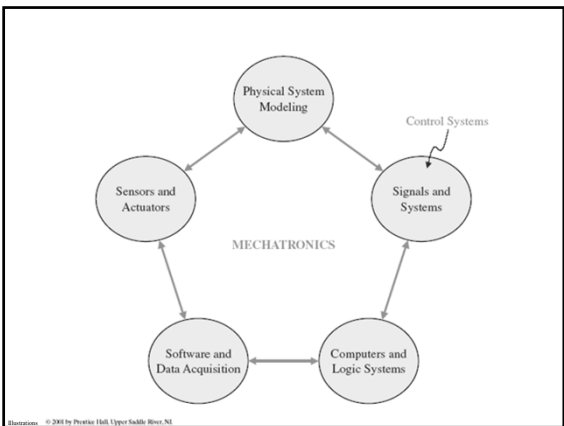 Physical System
Modeling
Control Systems
Sensors and
Actuators
Signals and
Systems
MECHATRONICS
Software and
Data Acquisition
Computers and
Logic Systems
Illustrations © 2001 by Prentice Hall, Upper Saddle River, NJ.